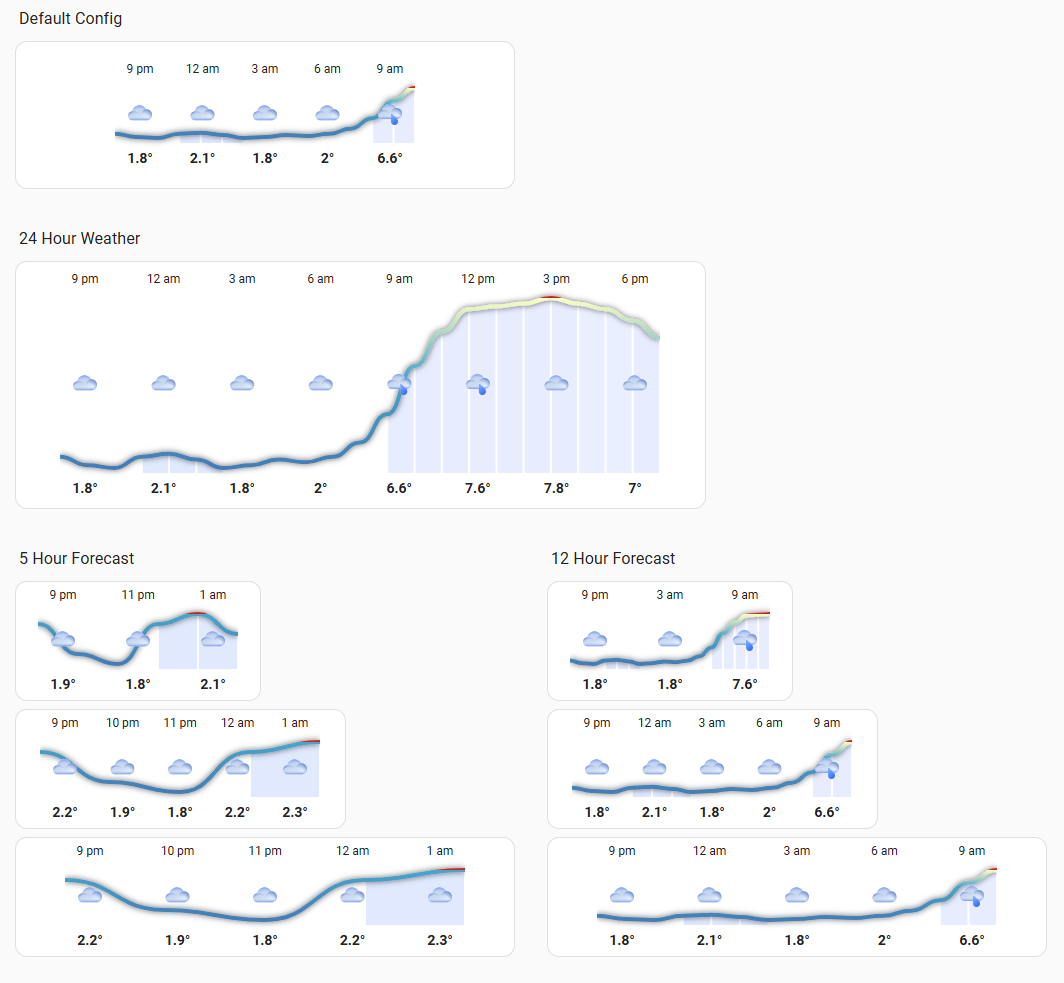 Default Config
9 pm 12 am 3 am 6 am 9 am
1.8° 2.1° 1.8° 2° 6.6°
24 Hour Weather
9 pm 12 am 3 am 6 am 9 am 12 pm 3 pm 6 pm
1.8° 2.1° 1.8° 2° 6.6° 7.6° 7.8° 7°
5 Hour Forecast
9 pm 11 pm 1 am
1.9° 1.8° 2.1°
9 pm 10 pm 11 pm 12 am 1 am
2.2° 1.9° 1.8° 2.2° 2.3°
9 pm 10 pm 11 pm 12 am 1 am
2.2° 1.9° 1.8° 2.2° 2.3°
12 Hour Forecast
9 pm 3 am 9 am
1.8° 1.8° 7.6°
9 pm 12 am 3 am 6 am 9 am
1.8° 2.1° 1.8° 2° 6.6°
9 pm 12 am 3 am 6 am 9 am
1.8° 2.1° 1.8° 2° 6.6°